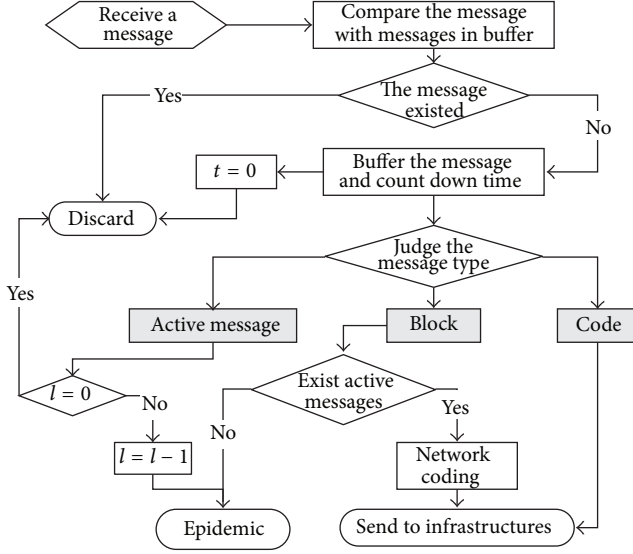 Receive a
message
Compare the message
with messages in buffer
The message
existed
Yes
No
t = 0
Buffer the message
and count down time
Discard
Judge the
message type
Yes
Active message
Block
Code
l = 0
Exist active
messages
No
No
Yes
l = l − 1
Network
coding
Epidemic
Send to infrastructures